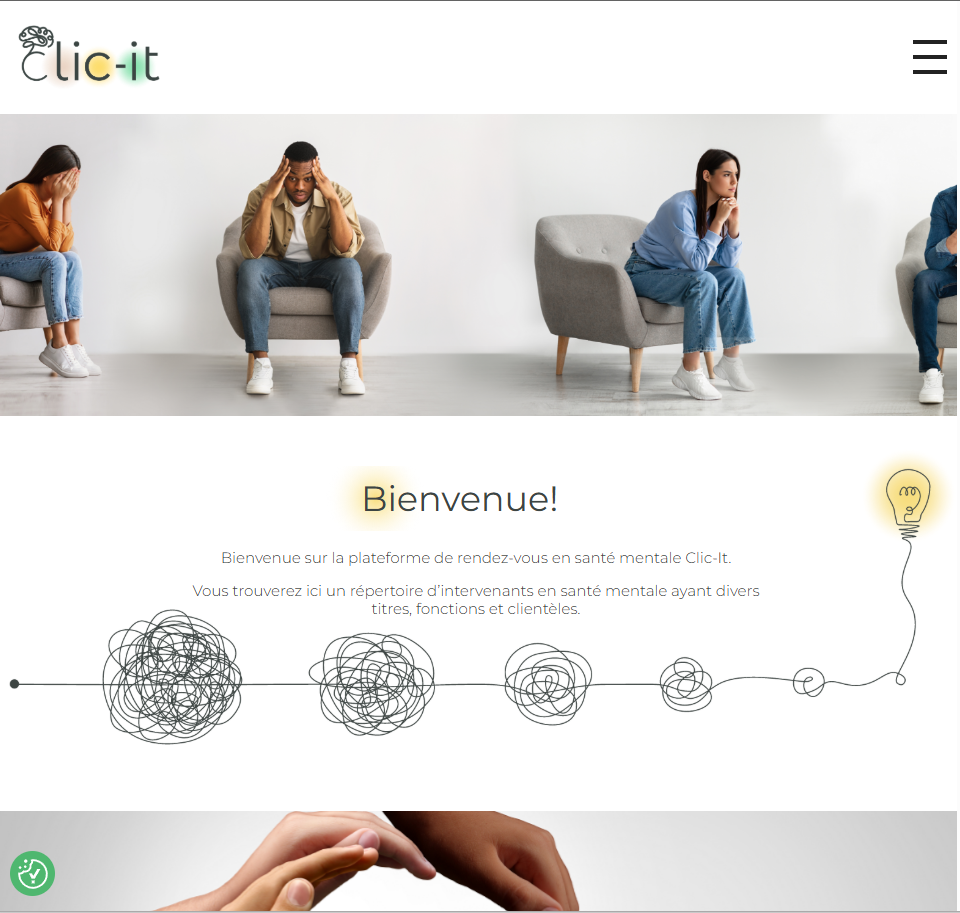 Clic-it
Bienvenue!
Bienvenue sur la plateforme de rendez-vous en santé mentale Clic-It.
Vous trouverez ici un répertoire d’intervenants en santé mentale ayant divers
titres, fonctions et clientèles.